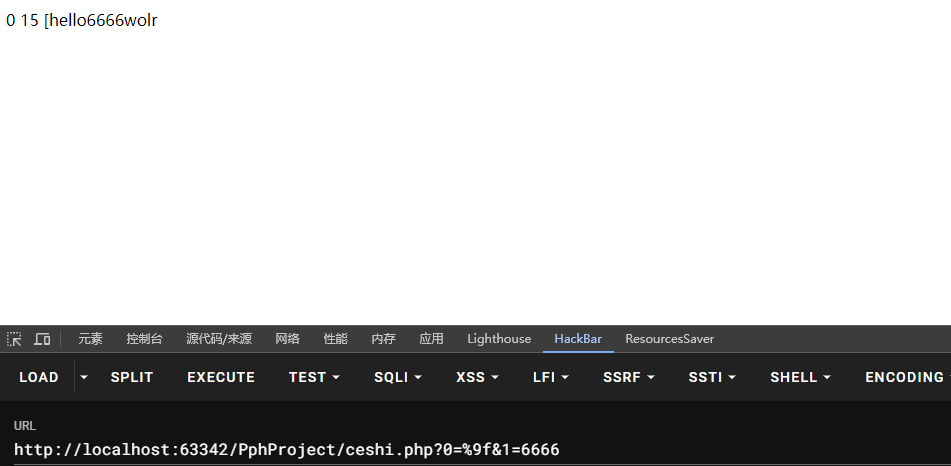 0 15 [hello6666wolr
元素 控制台 源代码/来源 网络 性能 内存 应用 Lighthouse HackBar ResourcesSaver
LOAD SPLIT EXECUTE TEST SQLI XSS LFI SSRF SSTI SHELL ENCODING
URL
http://localhost:63342/PphProject/ceshi.php?0=%9f&1=6666